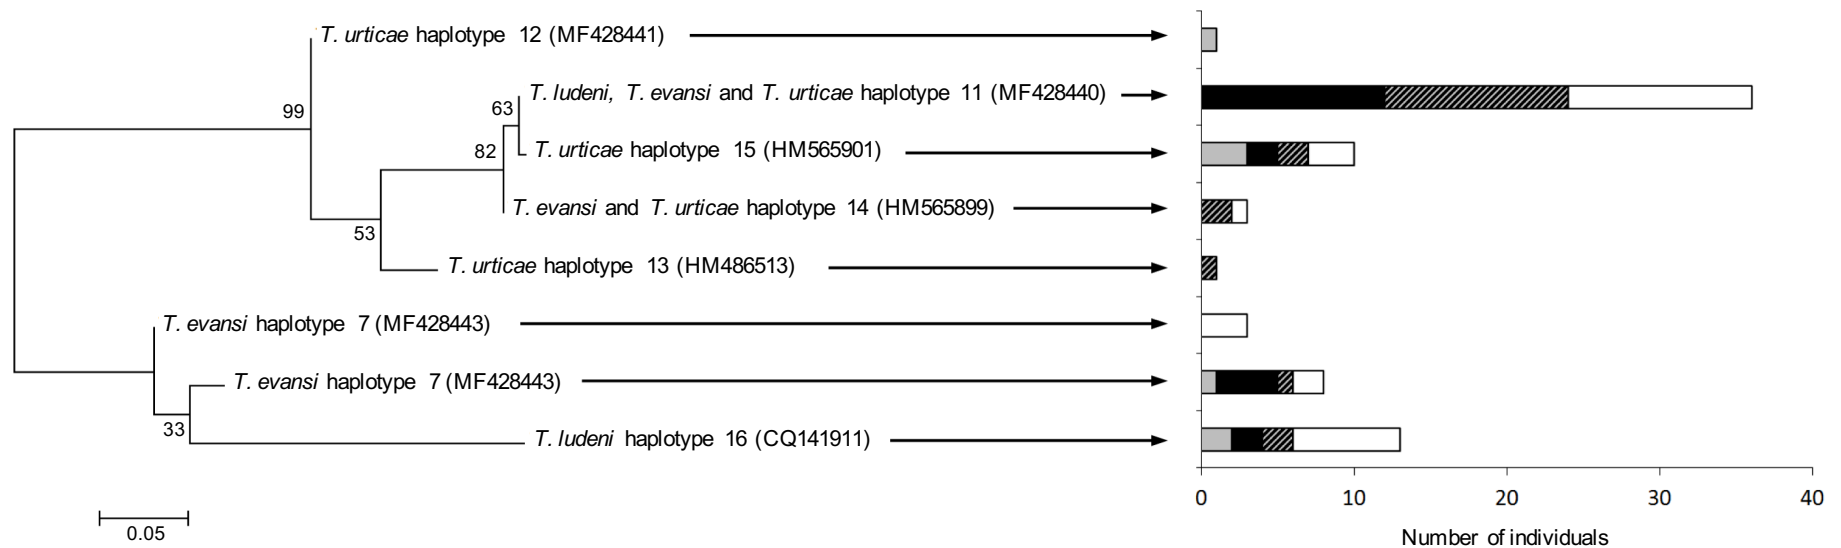 T. urticae haplotype 12 (MF428441)
99
T. ludeni, T. evansi and T. urticae haplotype 11 (MF428440)
63
82
T. urticae haplotype 15 (HM565901)
T. evansi and T. urticae haplotype 14 (HM565899)
53
T. urticae haplotype 13 (HM486513)
T. evansi haplotype 7 (MF428443)
T. evansi haplotype 7 (MF428443)
33
T. ludeni haplotype 16 (CQ141911)
0.05
0 10 20 30 40
Number of individuals